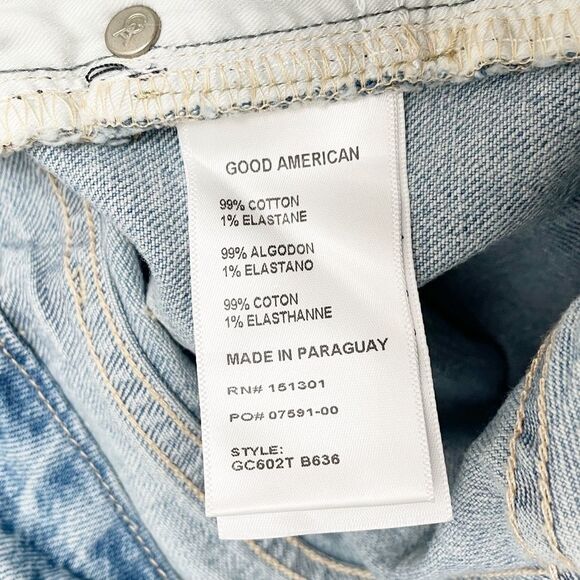 GOOD AMERICAN
99% COTTON
1% ELASTANE
99% ALGODON
1% ELASTANO
99% COTON
1% ELASTHANNE
MADE IN PARAGUAY
RN# 151301
PO# 07591-00
STYLE:
GC602T B636